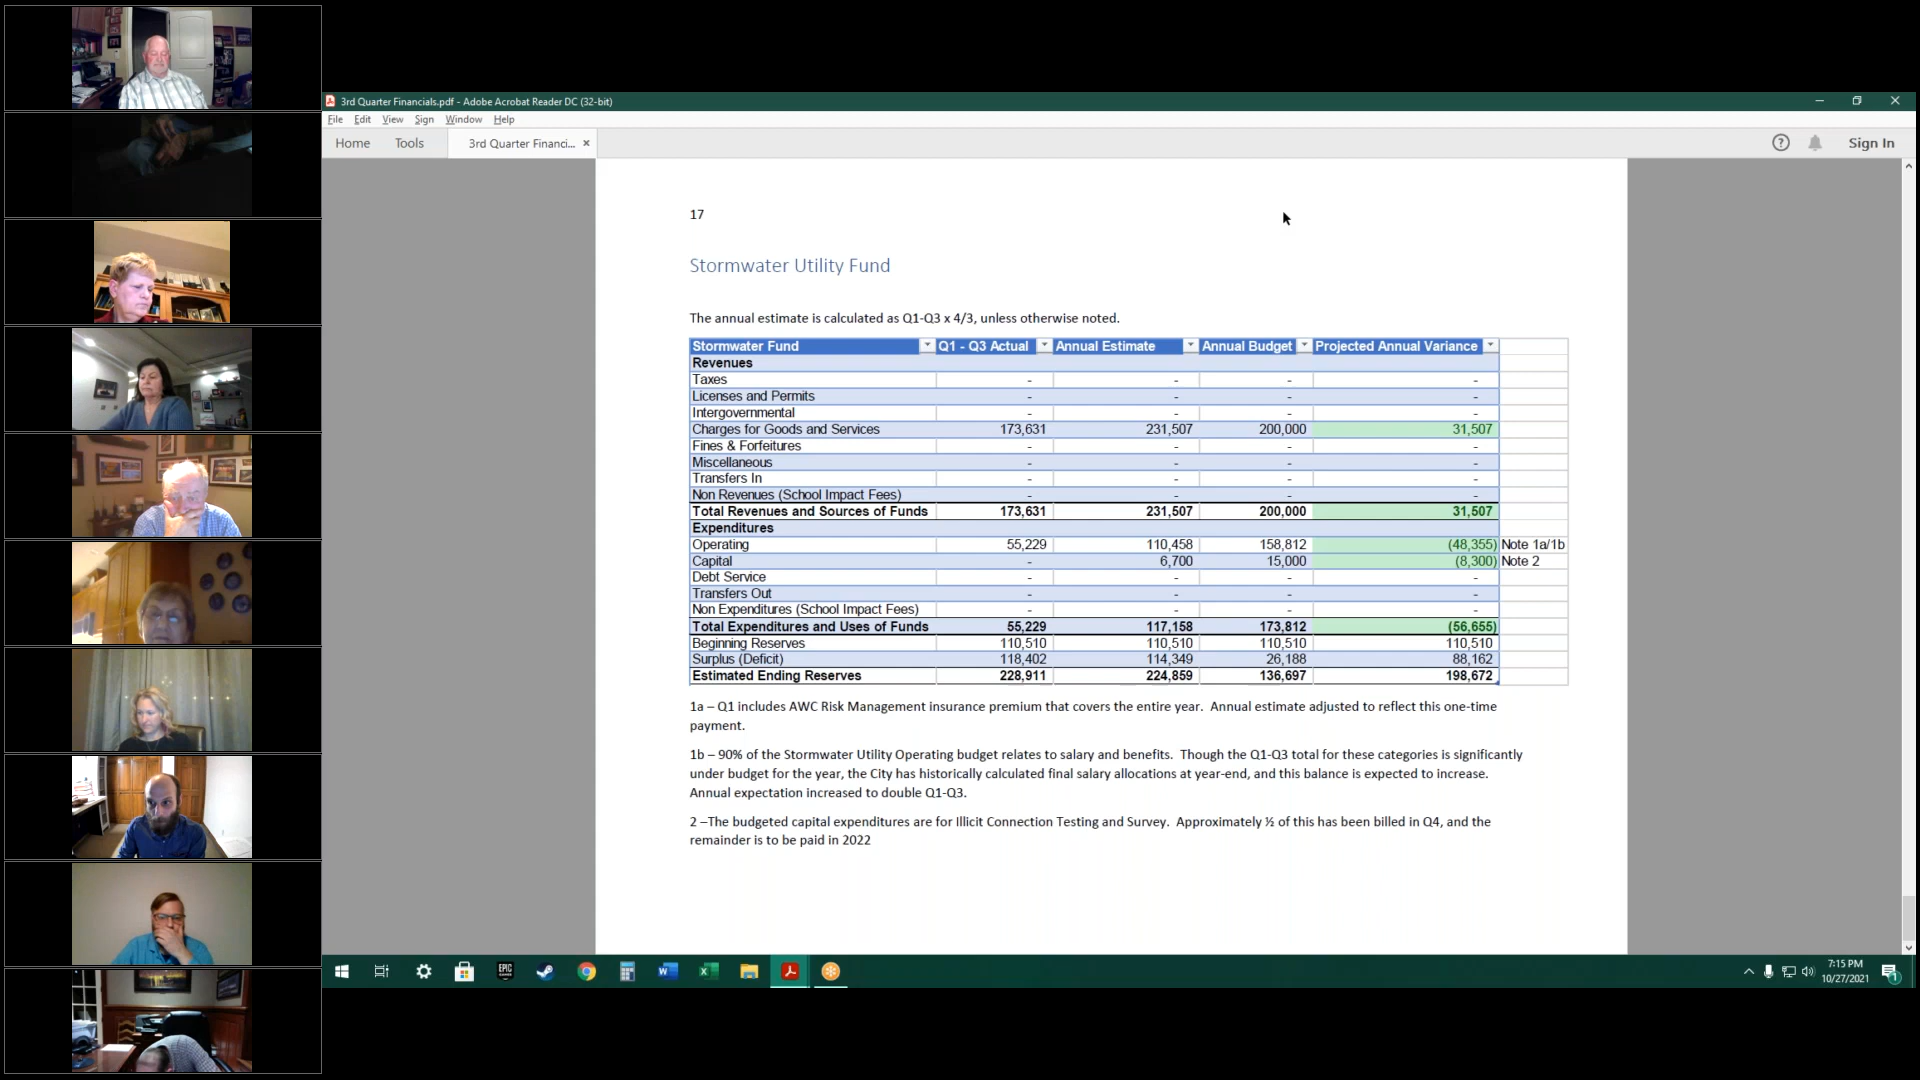 3rd Quarter Financials.pdf - Adobe Acrobat Reader DC (32-bit)
File Edit View Sign Window Help
Home Tools 3rd Quarter Financi... × Sign In
17
Stormwater Utility Fund
The annual estimate is calculated as Q1-Q3 x 4/3, unless otherwise noted.
Stormwater Fund Q1 - Q3 Actual Annual Estimate Annual Budget Projected Annual Variance
Revenues
Taxes - - - -
Licenses and Permits - - - -
Intergovernmental - - - -
Charges for Goods and Services 173,631 231,507 200,000 31,507
Fines & Forfeitures - - - -
Miscellaneous - - - -
Transfers In - - - -
Non Revenues (School Impact Fees) - - - -
Total Revenues and Sources of Funds 173,631 231,507 200,000 31,507
Expenditures
Operating 55,229 110,458 158,812 (48,355) Note 1a/1b
Capital - 6,700 15,000 (8,300) Note 2
Debt Service - - - -
Transfers Out - - - -
Non Expenditures (School Impact Fees) - - - -
Total Expenditures and Uses of Funds 55,229 117,158 173,812 (56,655)
Beginning Reserves 110,510 110,510 110,510 110,510
Surplus (Deficit) 118,402 114,349 26,188 88,162
Estimated Ending Reserves 228,911 224,859 136,697 198,672
1a – Q1 includes AWC Risk Management insurance premium that covers the entire year. Annual estimate adjusted to reflect this one-time
payment.
1b – 90% of the Stormwater Utility Operating budget relates to salary and benefits. Though the Q1-Q3 total for these categories is significantly
under budget for the year, the City has historically calculated final salary allocations at year-end, and this balance is expected to increase.
Annual expectation increased to double Q1-Q3.
2 –The budgeted capital expenditures are for Illicit Connection Testing and Survey. Approximately ½ of this has been billed in Q4, and the
remainder is to be paid in 2022
EPIC
7:15 PM
10/27/2021
1